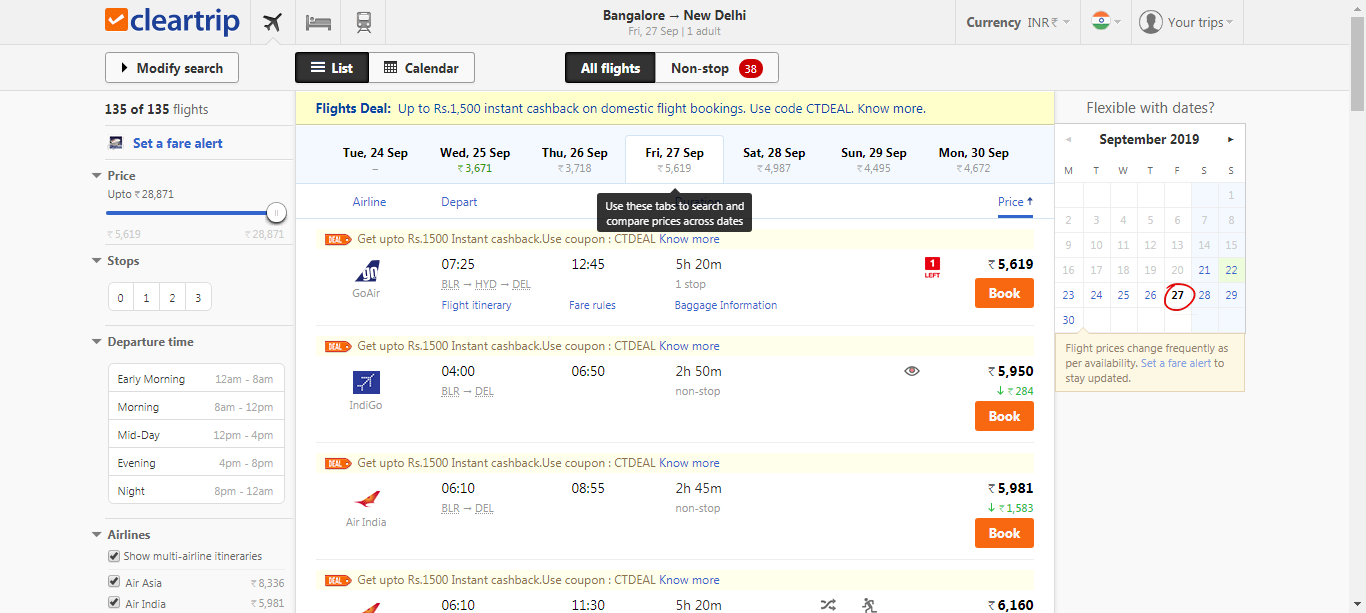 cleartrip
Bangalore → New Delhi
Fri, 27 Sep | 1 adult
Currency INR ₹
Your trips
Modify search
List
Calendar
All flights
Non-stop 38
135 of 135 flights
Set a fare alert
Price
Upto ₹ 28,871
₹ 5,619 ₹ 28,871
Stops
0 1 2 3
Departure time
Early Morning 12am - 8am
Morning 8am - 12pm
Mid-Day 12pm - 4pm
Evening 4pm - 8pm
Night 8pm - 12am
Airlines
Show multi-airline itineraries
Air Asia ₹ 8,336
Air India ₹ 5,981
Flights Deal: Up to Rs.1,500 instant cashback on domestic flight bookings. Use code CTDEAL. Know more.
Tue, 24 Sep Wed, 25 Sep Thu, 26 Sep Fri, 27 Sep Sat, 28 Sep Sun, 29 Sep Mon, 30 Sep
– ₹ 3,671 ₹ 3,718 ₹ 5,619 ₹ 4,987 ₹ 4,495 ₹ 4,672
Use these tabs to search and
compare prices across dates
Airline Depart Price ↑
DEAL Get upto Rs.1500 Instant cashback.Use coupon : CTDEAL Know more
go
GoAir
07:25 12:45 5h 20m 1 ₹ 5,619
BLR → HYD → DEL 1 stop LEFT
Flight itinerary Fare rules Baggage Information Book
DEAL Get upto Rs.1500 Instant cashback.Use coupon : CTDEAL Know more
04:00 06:50 2h 50m ₹ 5,950
BLR → DEL non-stop ↓ ₹ 284
IndiGo Book
DEAL Get upto Rs.1500 Instant cashback.Use coupon : CTDEAL Know more
06:10 08:55 2h 45m ₹ 5,981
BLR → DEL non-stop ↓ ₹ 1,583
Air India Book
DEAL Get upto Rs.1500 Instant cashback.Use coupon : CTDEAL Know more
06:10 11:30 5h 20m ₹ 6,160
Flexible with dates?
September 2019
M T W T F S S
1
2 3 4 5 6 7 8
9 10 11 12 13 14 15
16 17 18 19 20 21 22
23 24 25 26 27 28 29
30
Flight prices change frequently as
per availability. Set a fare alert to
stay updated.